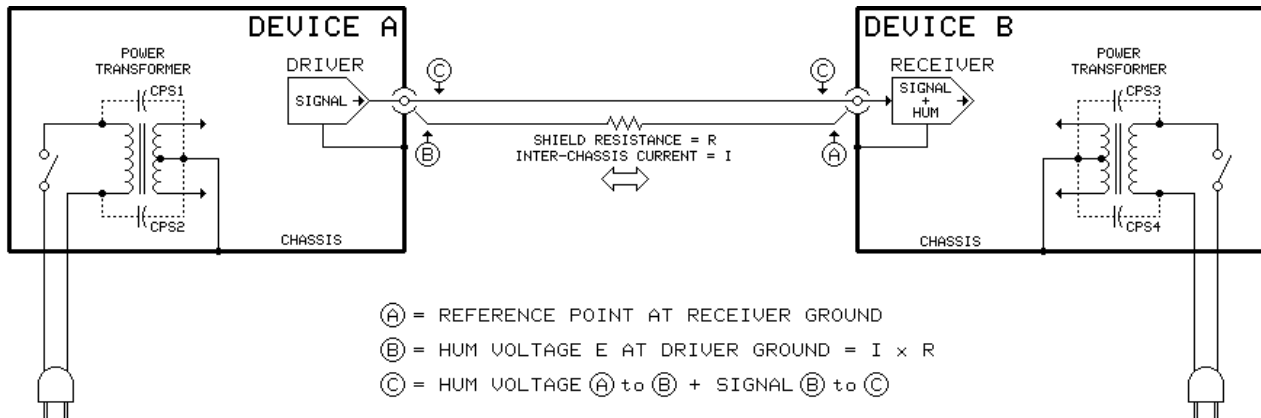 DEVICE A
DEVICE B
POWER
TRANSFORMER
CPS1
CPS2
DRIVER
SIGNAL
CHASSIS
C
B
SHIELD RESISTANCE = R
INTER-CHASSIS CURRENT = I
C
A
RECEIVER
SIGNAL
+
HUM
POWER
TRANSFORMER
CPS3
CPS4
CHASSIS
A = REFERENCE POINT AT RECEIVER GROUND
B = HUM VOLTAGE E AT DRIVER GROUND = I x R
C = HUM VOLTAGE A to B + SIGNAL B to C